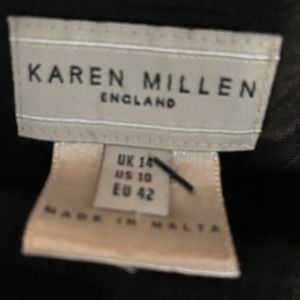 KAREN MILLEN
ENGLAND
UK 14
US 10
EU 42
MADE IN MALTA